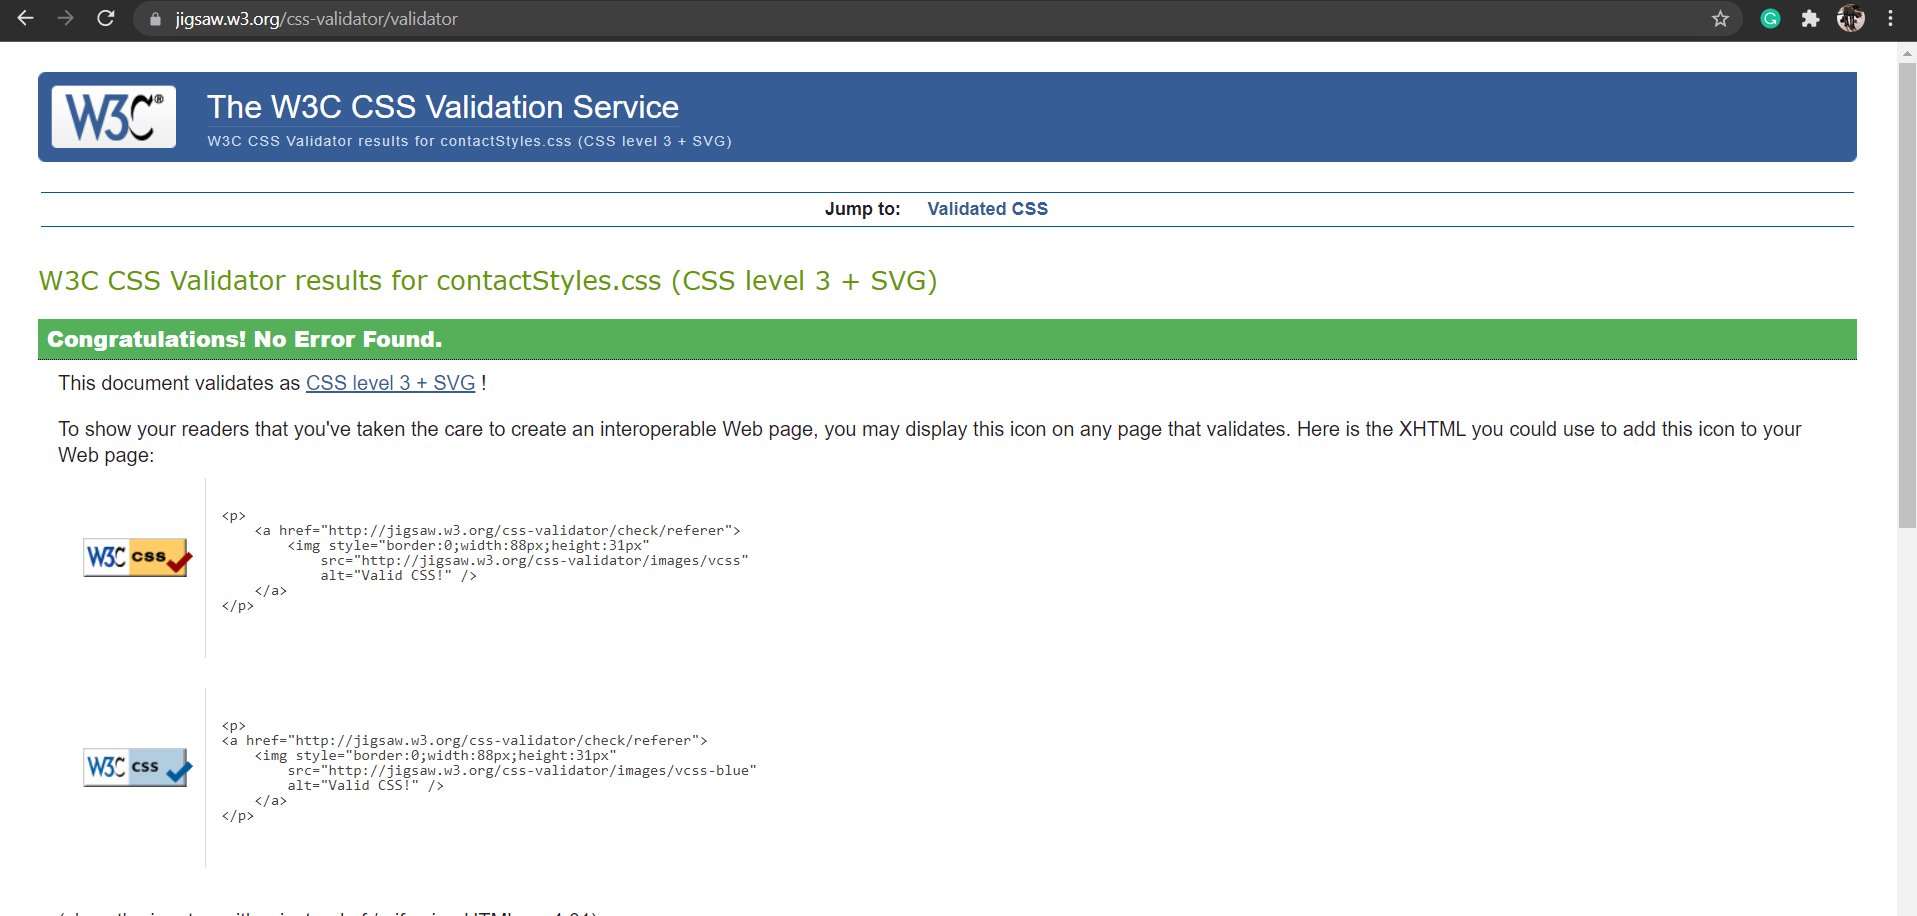 jigsaw.w3.org/css-validator/validator
W3C®
The W3C CSS Validation Service
W3C CSS Validator results for contactStyles.css (CSS level 3 + SVG)
Jump to: Validated CSS
W3C CSS Validator results for contactStyles.css (CSS level 3 + SVG)
Congratulations! No Error Found.
This document validates as CSS level 3 + SVG !
To show your readers that you've taken the care to create an interoperable Web page, you may display this icon on any page that validates. Here is the XHTML you could use to add this icon to your
Web page:
W3C css
<p>
<a href="http://jigsaw.w3.org/css-validator/check/referer">
<img style="border:0;width:88px;height:31px"
src="http://jigsaw.w3.org/css-validator/images/vcss"
alt="Valid CSS!" />
</a>
</p>
W3C css
<p>
<a href="http://jigsaw.w3.org/css-validator/check/referer">
<img style="border:0;width:88px;height:31px"
src="http://jigsaw.w3.org/css-validator/images/vcss-blue"
alt="Valid CSS!" />
</a>
</p>